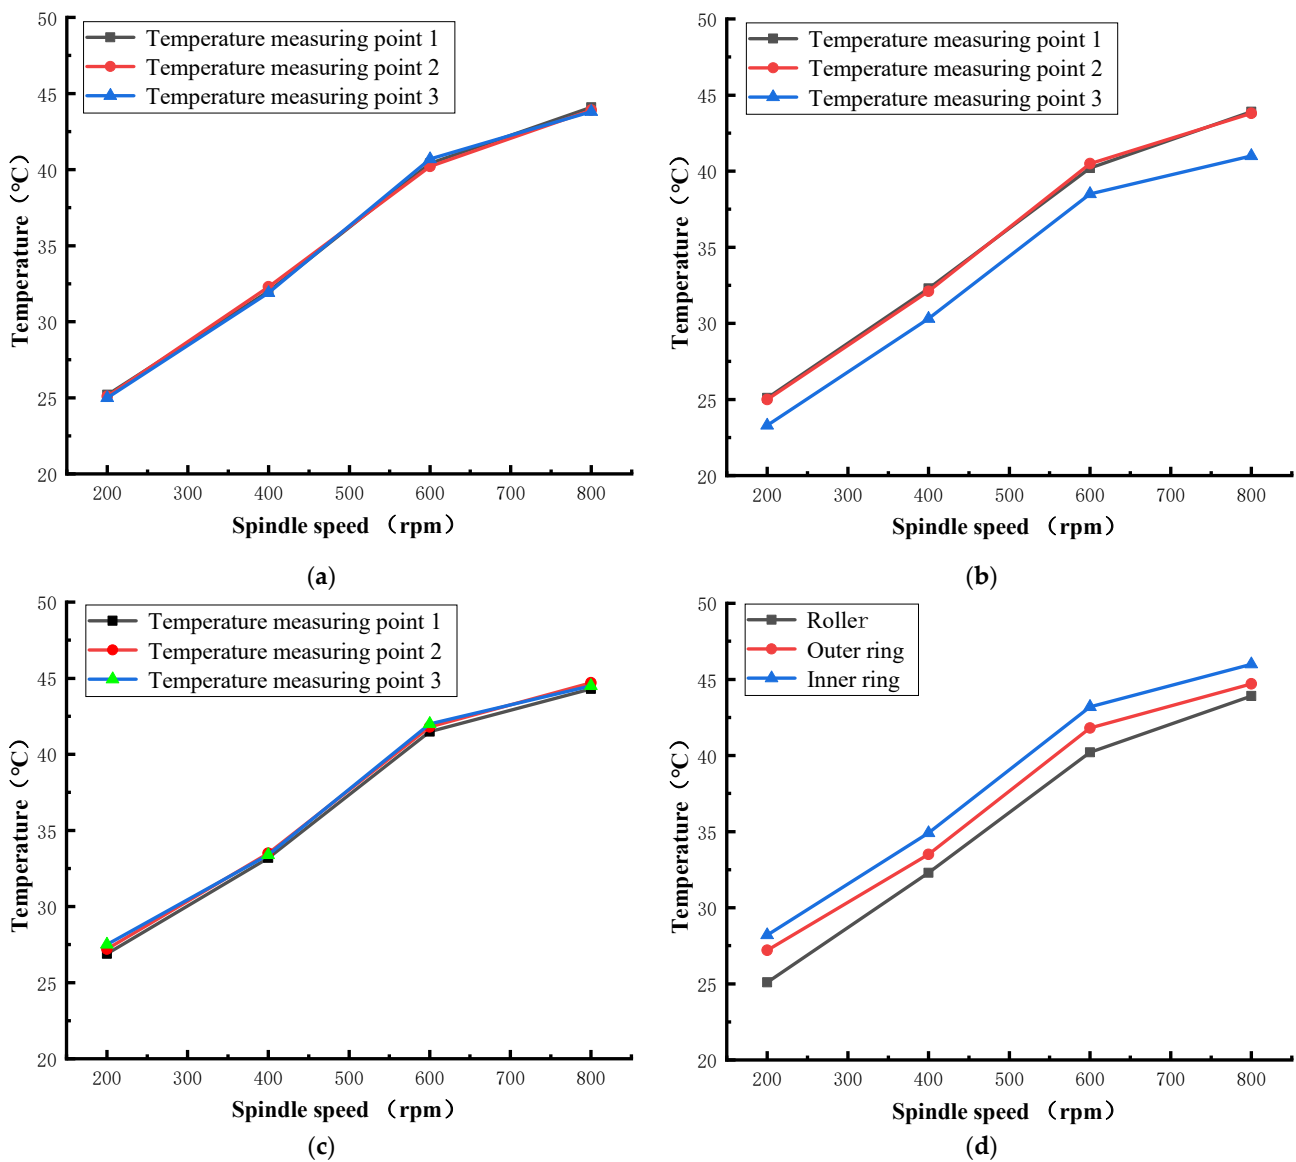 50
45
40
35
30
25
20
Temperature（℃）
Temperature measuring point 1
Temperature measuring point 2
Temperature measuring point 3
200 300 400 500 600 700 800
Spindle speed （rpm）
(a)
50
45
40
35
30
25
20
Temperature（℃）
Temperature measuring point 1
Temperature measuring point 2
Temperature measuring point 3
200 300 400 500 600 700 800
Spindle speed （rpm）
(b)
50
45
40
35
30
25
20
Temperature（℃）
Temperature measuring point 1
Temperature measuring point 2
Temperature measuring point 3
200 300 400 500 600 700 800
Spindle speed （rpm）
(c)
50
45
40
35
30
25
20
Temperature（℃）
Roller
Outer ring
Inner ring
200 300 400 500 600 700 800
Spindle speed （rpm）
(d)